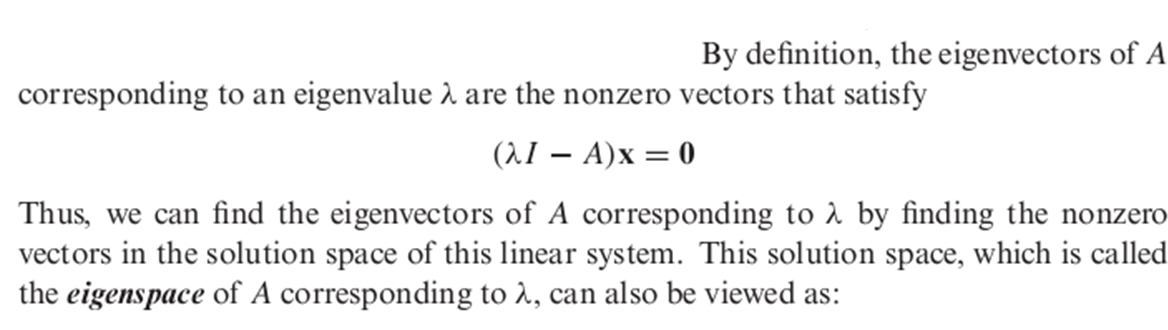 By definition, the eigenvectors of A
corresponding to an eigenvalue λ are the nonzero vectors that satisfy
(λI − A)x = 0
Thus, we can find the eigenvectors of A corresponding to λ by finding the nonzero
vectors in the solution space of this linear system. This solution space, which is called
the eigenspace of A corresponding to λ, can also be viewed as: